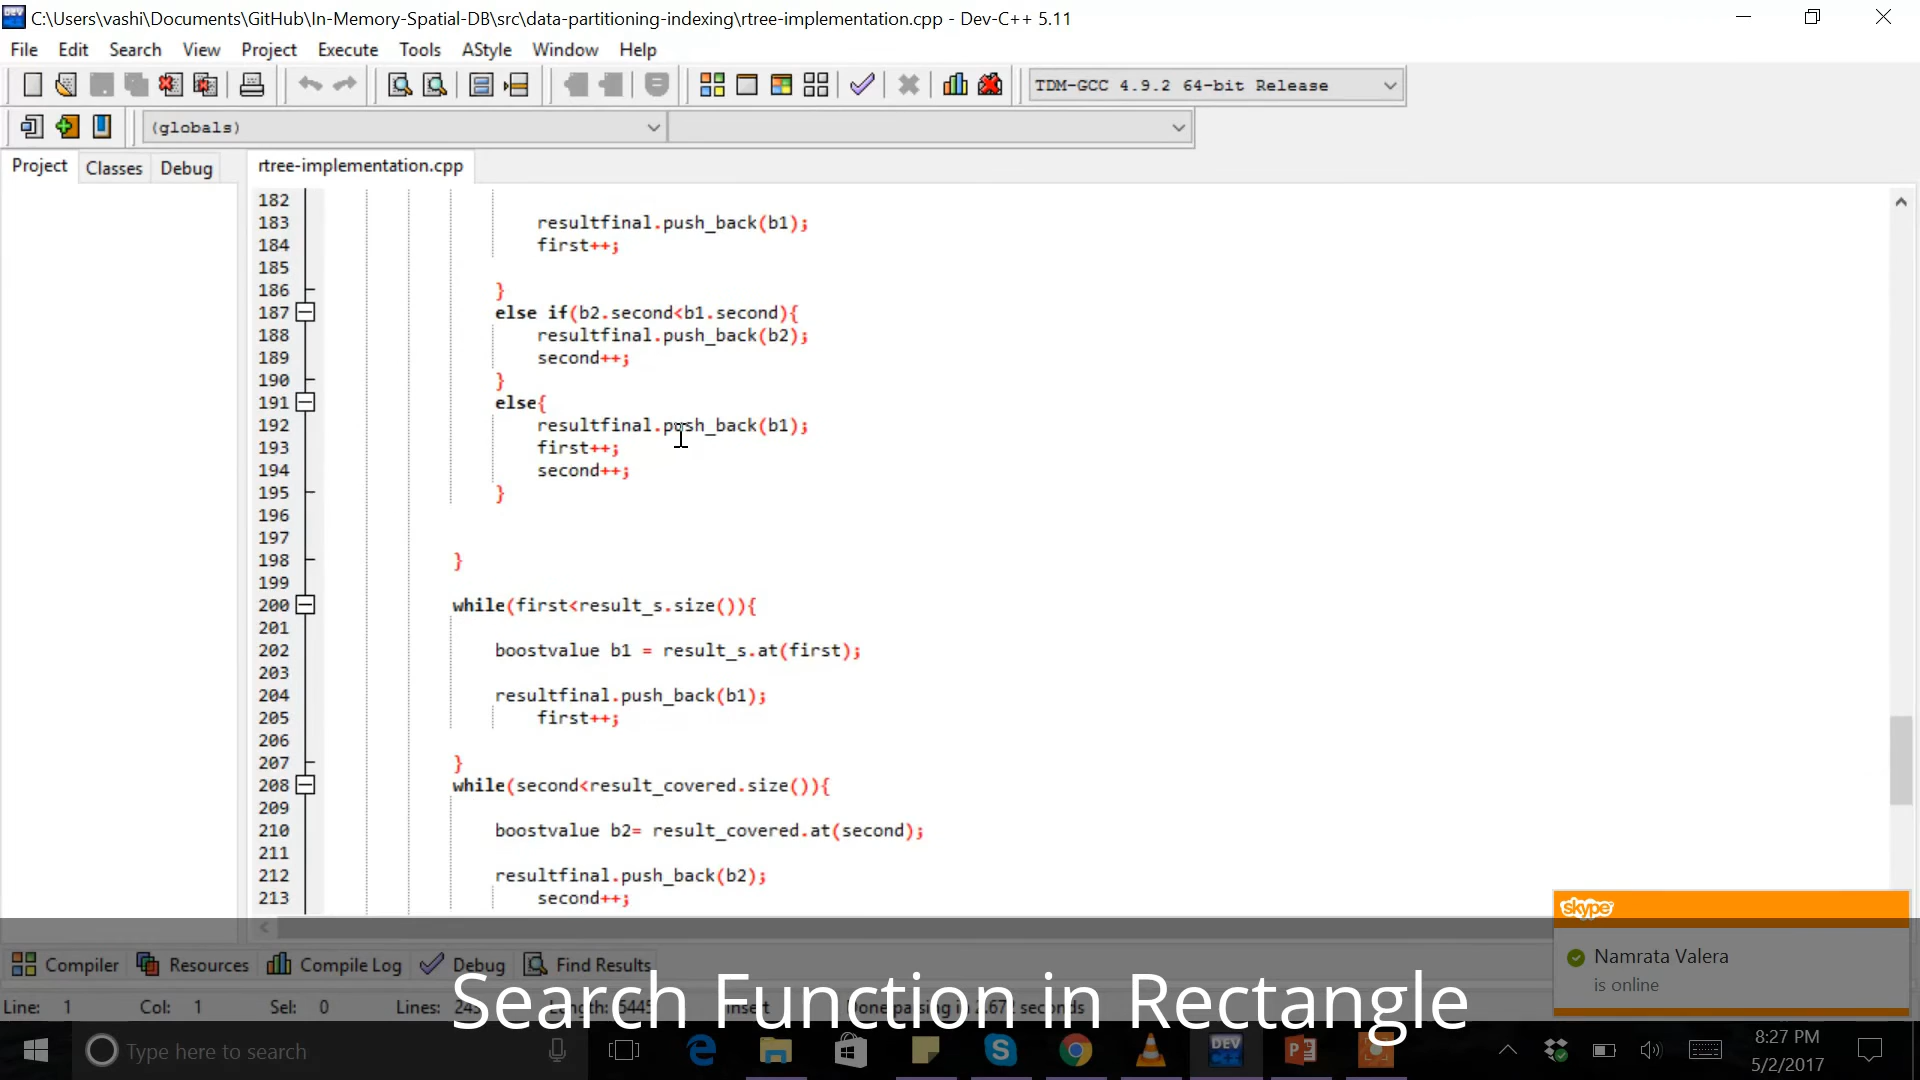 C:\Users\vashi\Documents\GitHub\In-Memory-Spatial-DB\src\data-partitioning-indexing\rtree-implementation.cpp - Dev-C++ 5.11
File Edit Search View Project Execute Tools AStyle Window Help
TDM-GCC 4.9.2 64-bit Release
(globals)
Project Classes Debug rtree-implementation.cpp
182
183 resultfinal.push_back(b1);
184 first++;
185
186 }
187 else if(b2.second<b1.second){
188 resultfinal.push_back(b2);
189 second++;
190 }
191 else{
192 resultfinal.push_back(b1);
193 first++;
194 second++;
195 }
196
197
198 }
199
200 while(first<result_s.size()){
201
202 boostvalue b1 = result_s.at(first);
203
204 resultfinal.push_back(b1);
205 first++;
206
207 }
208 while(second<result_covered.size()){
209
210 boostvalue b2= result_covered.at(second);
211
212 resultfinal.push_back(b2);
213 second++;
skype
Namrata Valera
is online
Compiler Resources Compile Log Debug Find Results
Line: 1 Col: 1 Sel: 0 Lines: Length: Insert Done parsing in seconds
Search Function in Rectangle
Type here to search
8:27 PM
5/2/2017